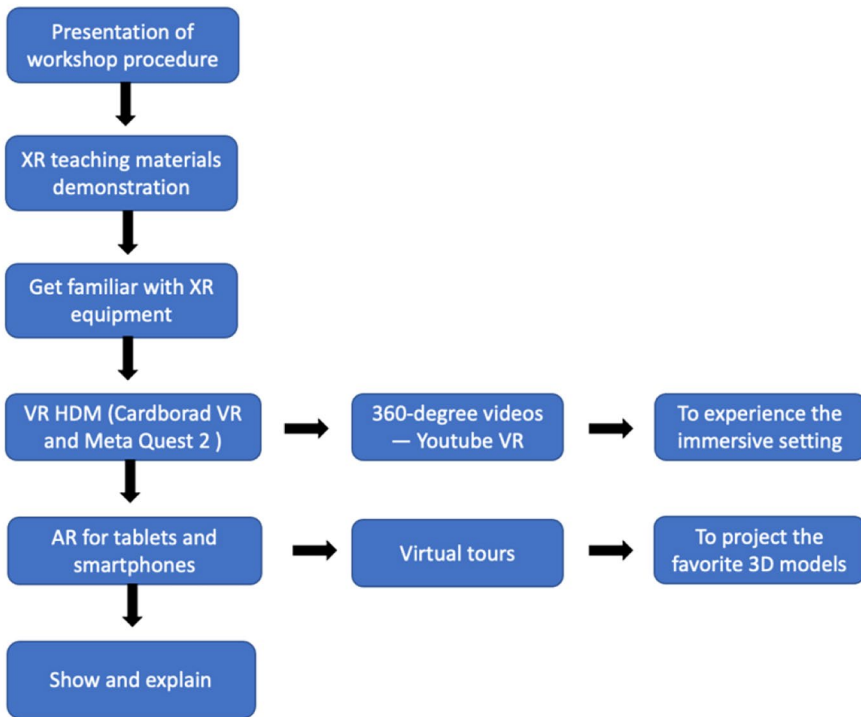 Presentation of
workshop procedure
XR teaching materials
demonstration
Get familiar with XR
equipment
VR HDM (Cardborad VR
and Meta Quest 2 )
360-degree videos
— Youtube VR
To experience the
immersive setting
AR for tablets and
smartphones
Virtual tours
To project the
favorite 3D models
Show and explain